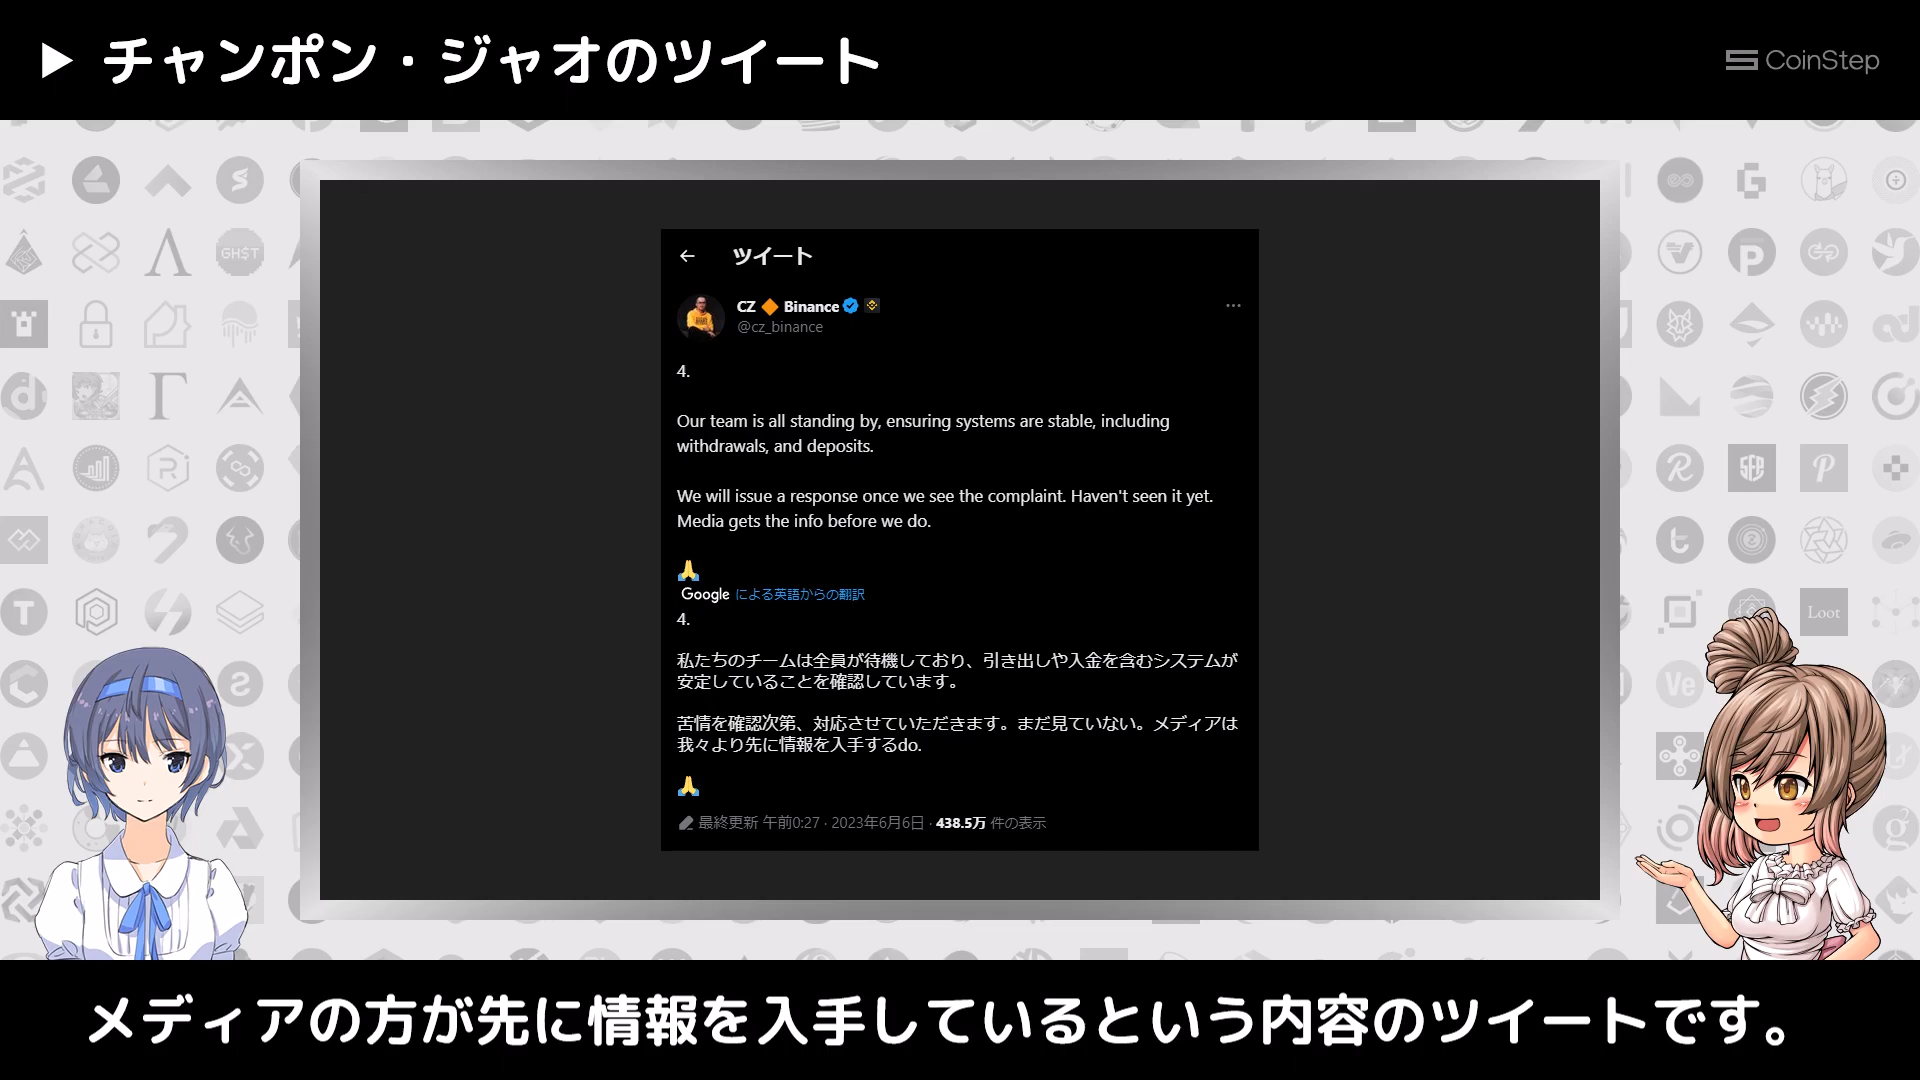 ▶ チャンポン・ジャオのツイート
CoinStep
← ツイート
CZ 🔶 Binance
@cz_binance
4.
Our team is all standing by, ensuring systems are stable, including
withdrawals, and deposits.
We will issue a response once we see the complaint. Haven't seen it yet.
Media gets the info before we do.
🙏
Google による英語からの翻訳
4.
私たちのチームは全員が待機しており、引き出しや入金を含むシステムが
安定していることを確認しています。
苦情を確認次第、対応させていただきます。まだ見ていない。メディアは
我々より先に情報を入手するdo.
🙏
最終更新 午前0:27 · 2023年6月6日 · 438.5万 件の表示
GH$T
SFP
Loot
Ve
メディアの方が先に情報を入手しているという内容のツイートです。